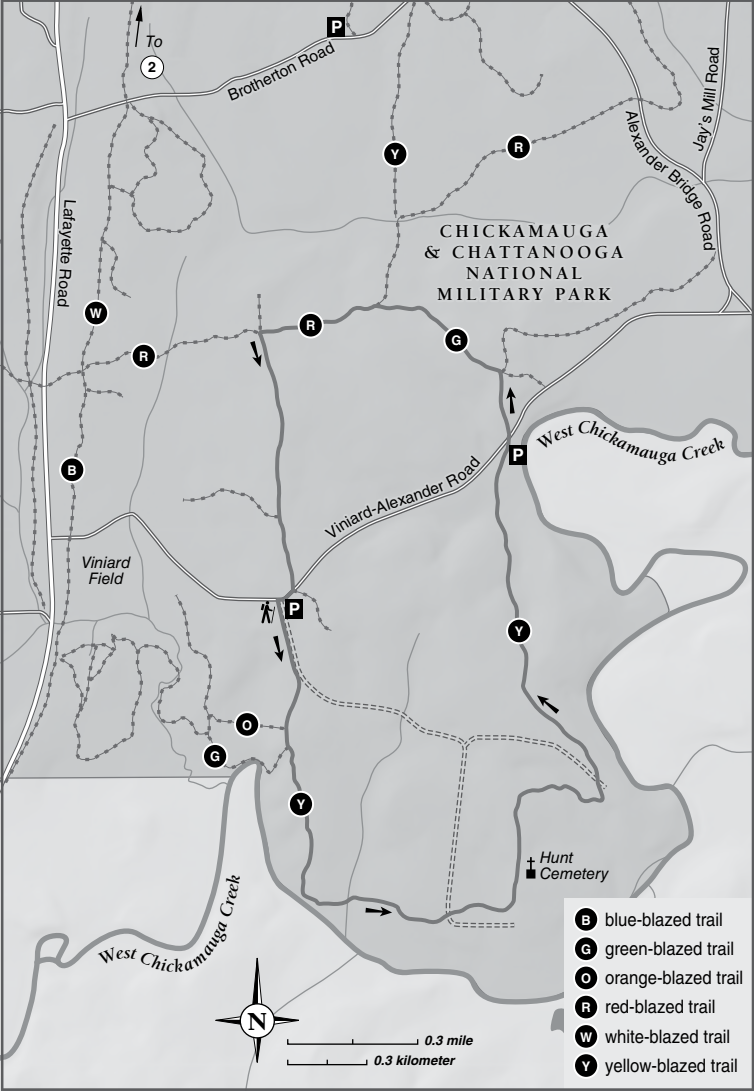 P
To
2
Brotherton Road
Jay's Mill Road
Alexander Bridge Road
Y
R
Lafayette Road
CHICKAMAUGA
& CHATTANOOGA
NATIONAL
MILITARY PARK
W
R
G
R
West Chickamauga Creek
P
B
Viniard-Alexander Road
Viniard
Field
P
Y
O
G
Y
Hunt
Cemetery
West Chickamauga Creek
N
0.3 mile
0.3 kilometer
B blue-blazed trail
G green-blazed trail
O orange-blazed trail
R red-blazed trail
W white-blazed trail
Y yellow-blazed trail